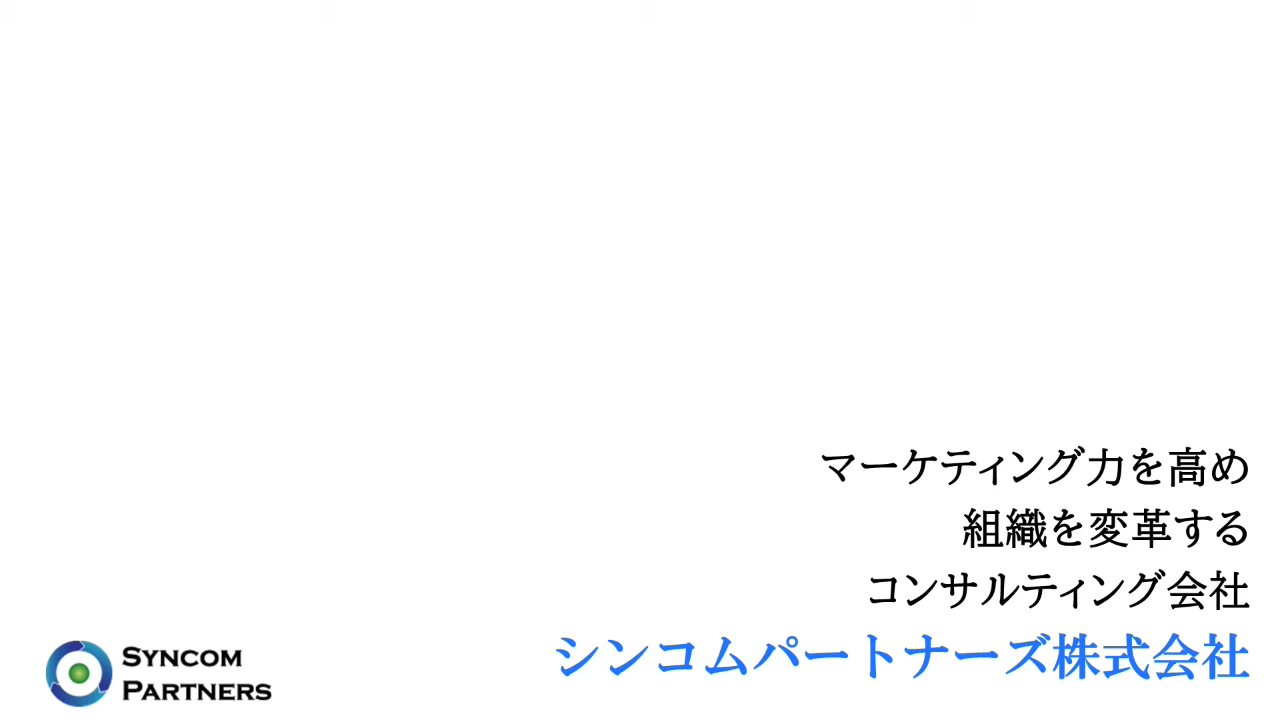 マーケティング力を高め
組織を変革する
コンサルティング会社
シンコムパートナーズ株式会社
SYNCOM
PARTNERS